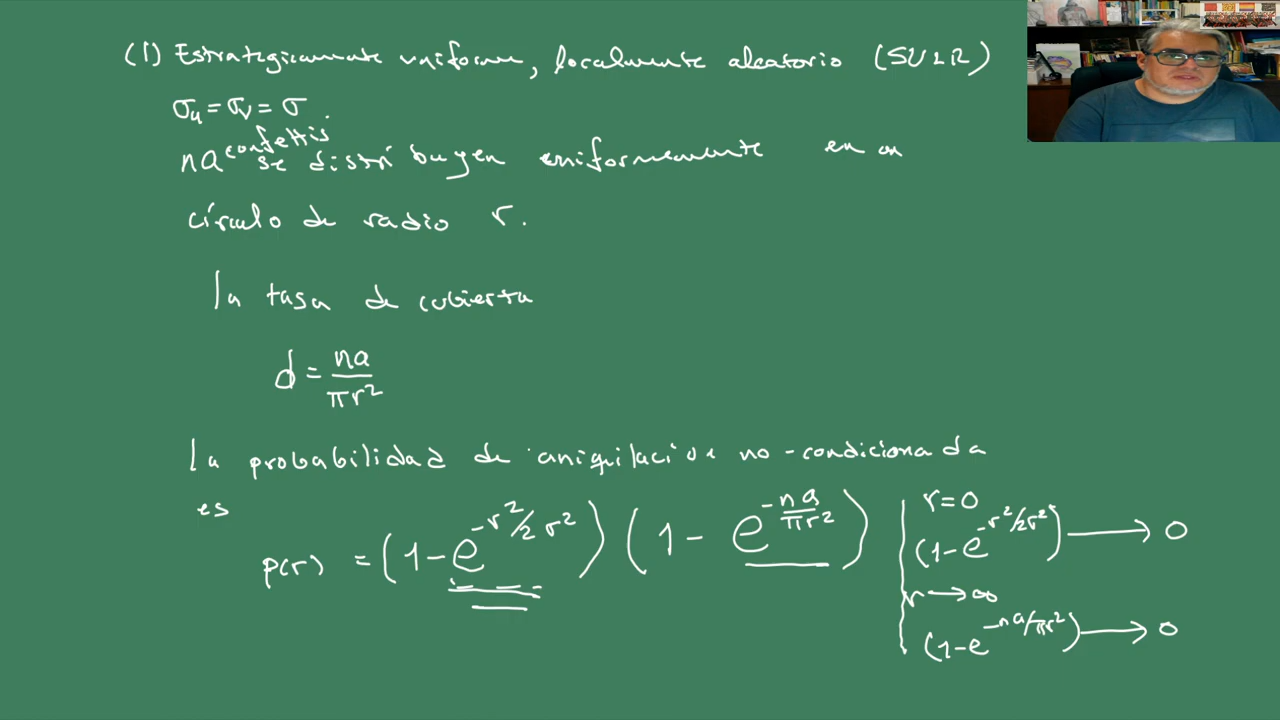 (1) Estrategicamente uniforme, localmente aleatorio (SULR)
σu = σv = σ.
confettis
na se distribuyen uniformemente en un
círculo de radio r.
la tasa de cubierta
d = na/πr²
la probabilidad de aniquilación no-condicionada
es
p(r) = (1-e^{-r²/2σ²}) (1 - e^{-na/πr²})
r=0
(1-e^{-r²/2σ²}) → 0
r → ∞
(1-e^{-na/πr²}) → 0